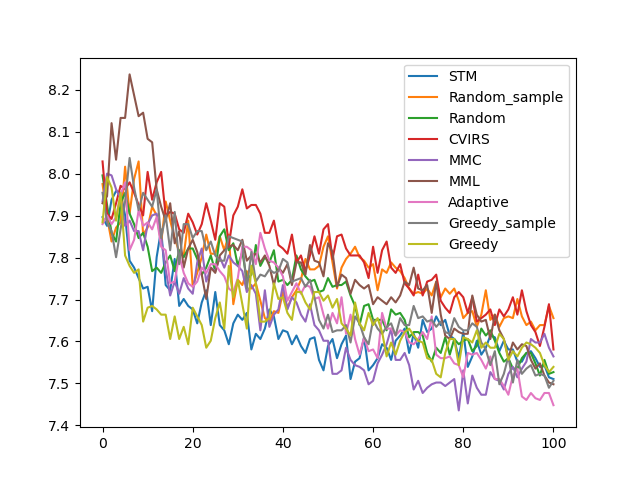 8.2
8.1
8.0
7.9
7.8
7.7
7.6
7.5
7.4
0
20
40
60
80
100
STM
Random_sample
Random
CVIRS
MMC
MML
Adaptive
Greedy_sample
Greedy